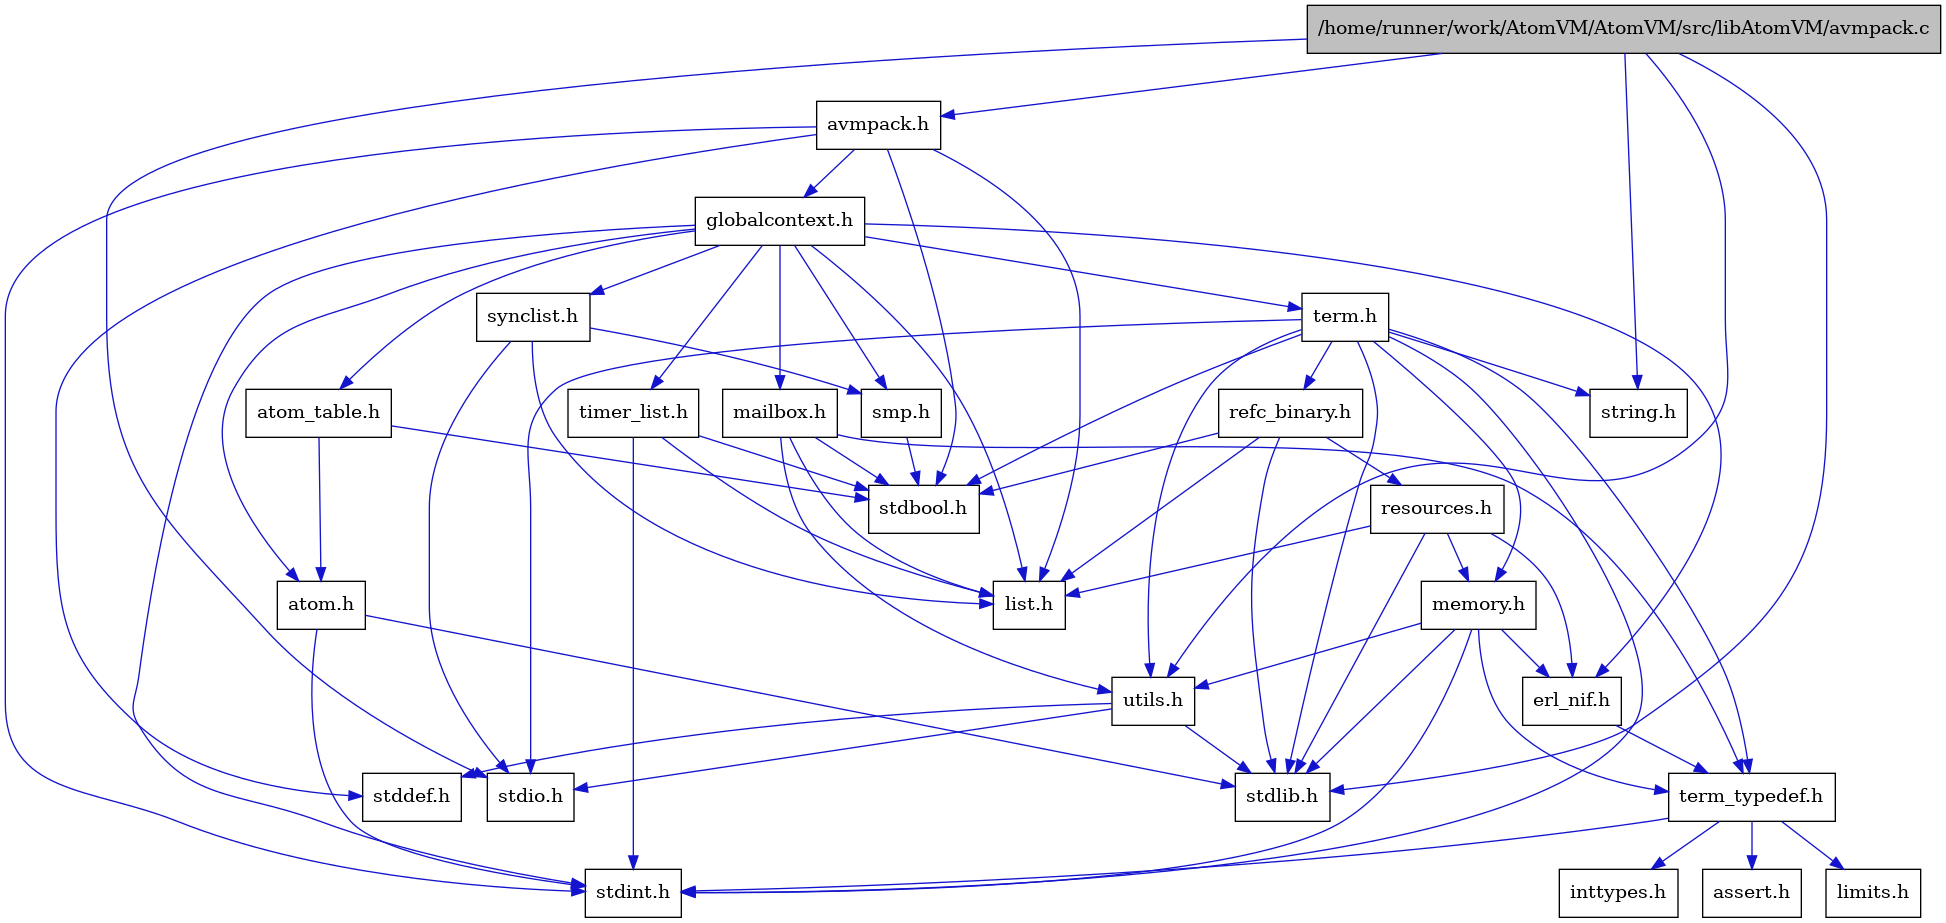 /home/runner/work/AtomVM/AtomVM/src/libAtomVM/avmpack.c
avmpack.h
globalcontext.h
synclist.h
term.h
atom_table.h
timer_list.h
mailbox.h
smp.h
refc_binary.h
string.h
stdbool.h
resources.h
atom.h
list.h
memory.h
utils.h
erl_nif.h
stddef.h
stdio.h
stdlib.h
term_typedef.h
stdint.h
inttypes.h
assert.h
limits.h